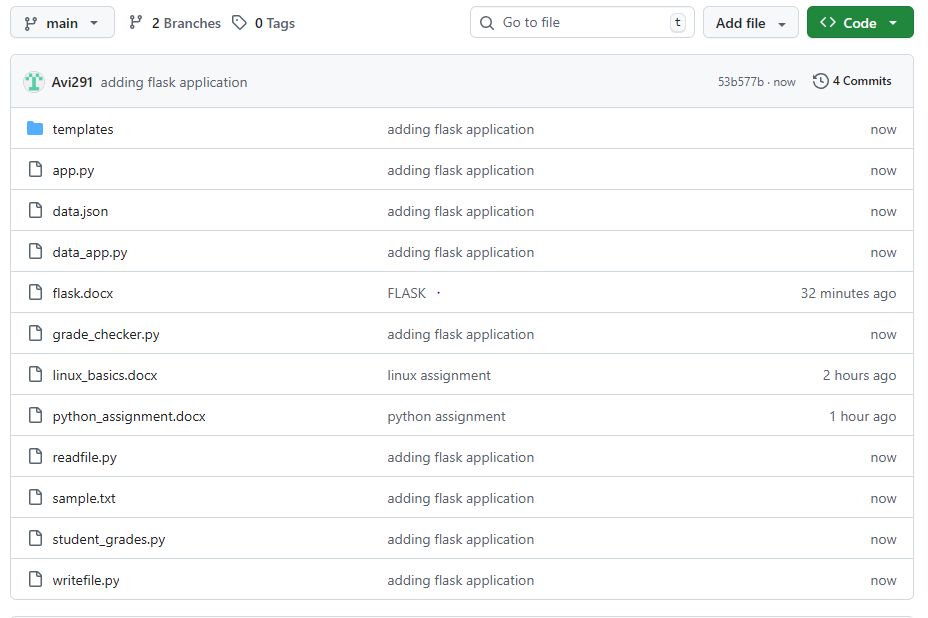 main 2 Branches 0 Tags Go to file t Add file Code
Avi291 adding flask application 53b577b · now 4 Commits
templates adding flask application now
app.py adding flask application now
data.json adding flask application now
data_app.py adding flask application now
flask.docx FLASK · 32 minutes ago
grade_checker.py adding flask application now
linux_basics.docx linux assignment 2 hours ago
python_assignment.docx python assignment 1 hour ago
readfile.py adding flask application now
sample.txt adding flask application now
student_grades.py adding flask application now
writefile.py adding flask application now